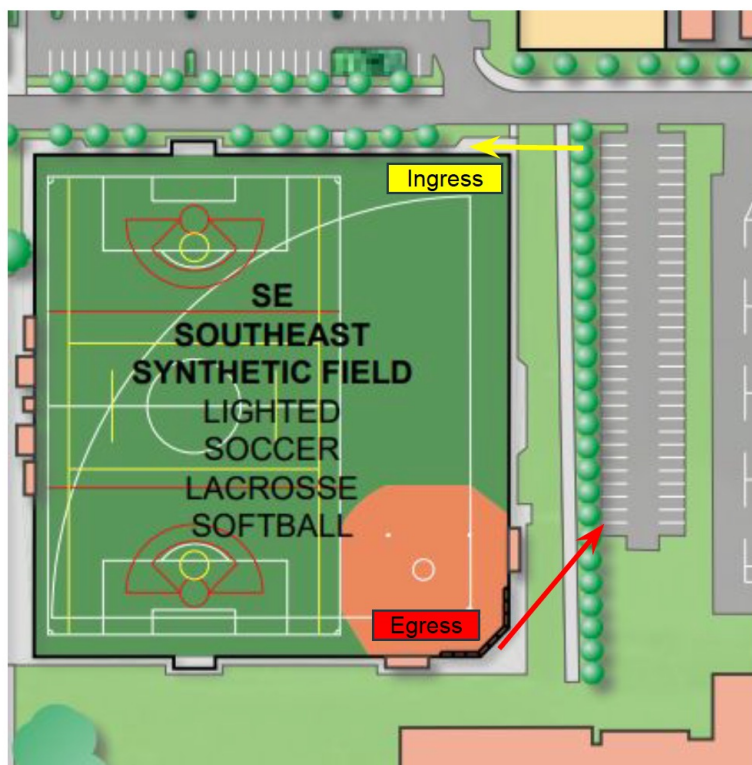 Ingress
SE
SOUTHEAST
SYNTHETIC FIELD
LIGHTED
SOCCER
LACROSSE
SOFTBALL
Egress